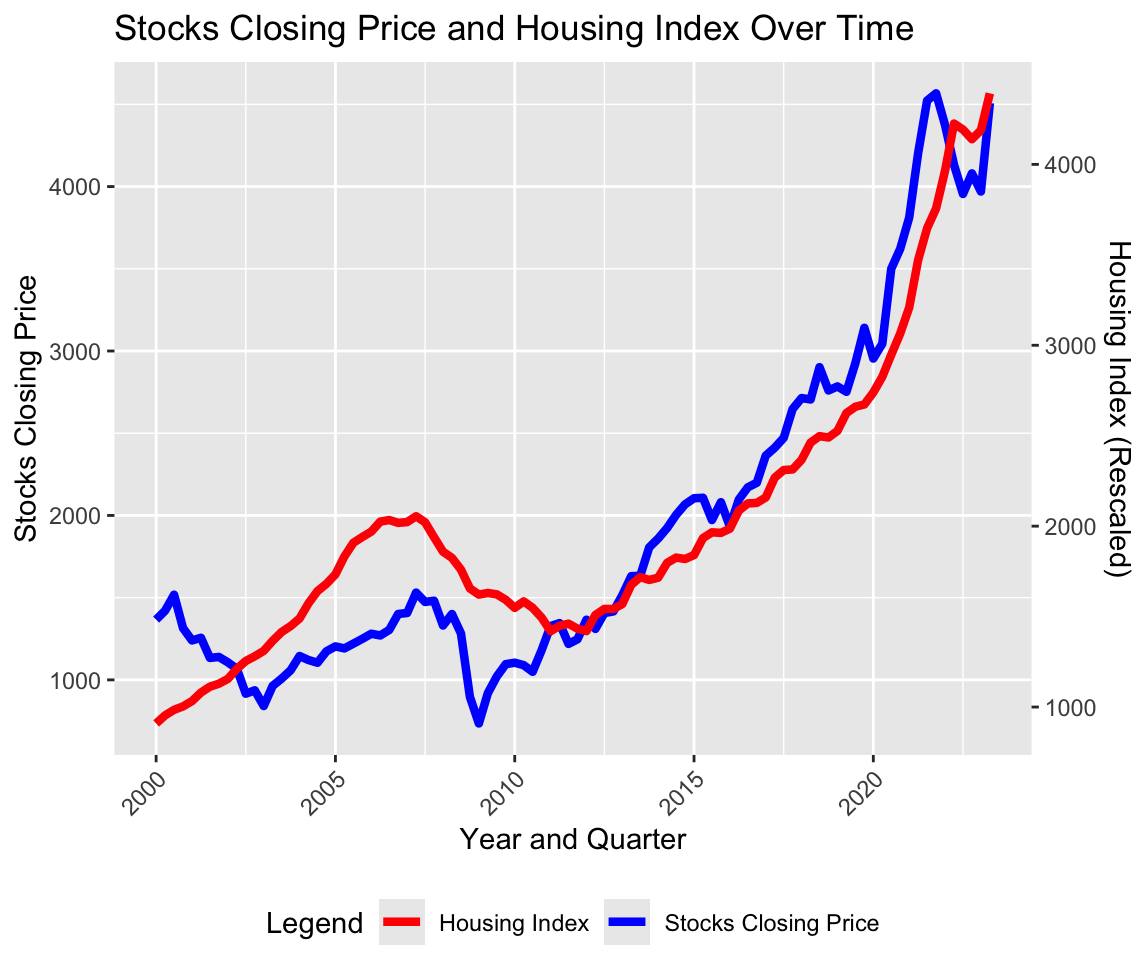 Stocks Closing Price and Housing Index Over Time
Stocks Closing Price
4000
3000
2000
1000
4000
3000
2000
1000
Housing Index (Rescaled)
2000
2005
2010
2015
2020
Year and Quarter
Legend
Housing Index
Stocks Closing Price